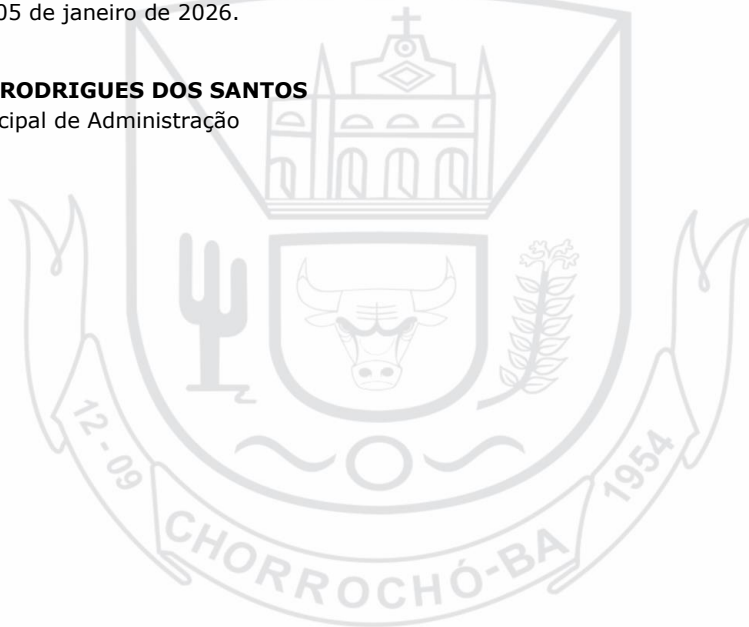 05 de janeiro de 2026.
RODRIGUES DOS SANTOS
cipal de Administração
12-09
1954
CHORROCHÓ-BA